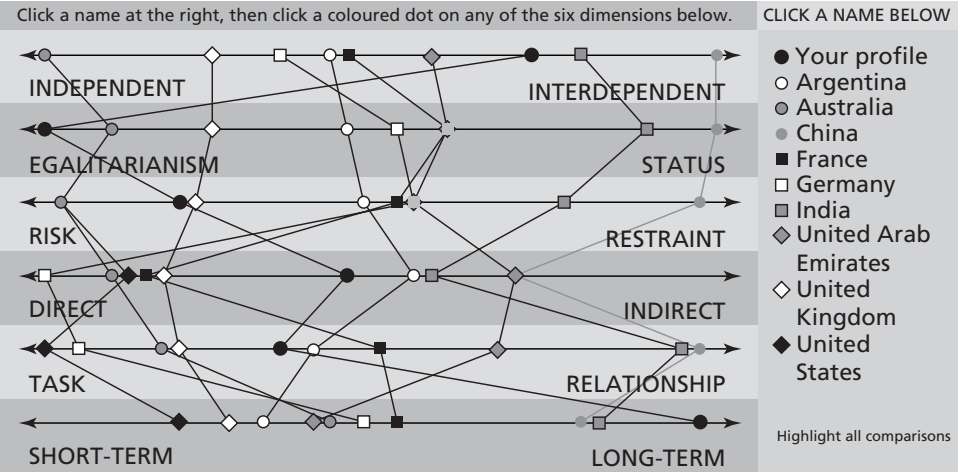 Click a name at the right, then click a coloured dot on any of the six dimensions below.
CLICK A NAME BELOW
INDEPENDENT
INTERDEPENDENT
EGALITARIANISM
STATUS
RISK
RESTRAINT
DIRECT
INDIRECT
TASK
RELATIONSHIP
SHORT-TERM
LONG-TERM
Your profile
Argentina
Australia
China
France
Germany
India
United Arab
Emirates
United
Kingdom
United
States
Highlight all comparisons